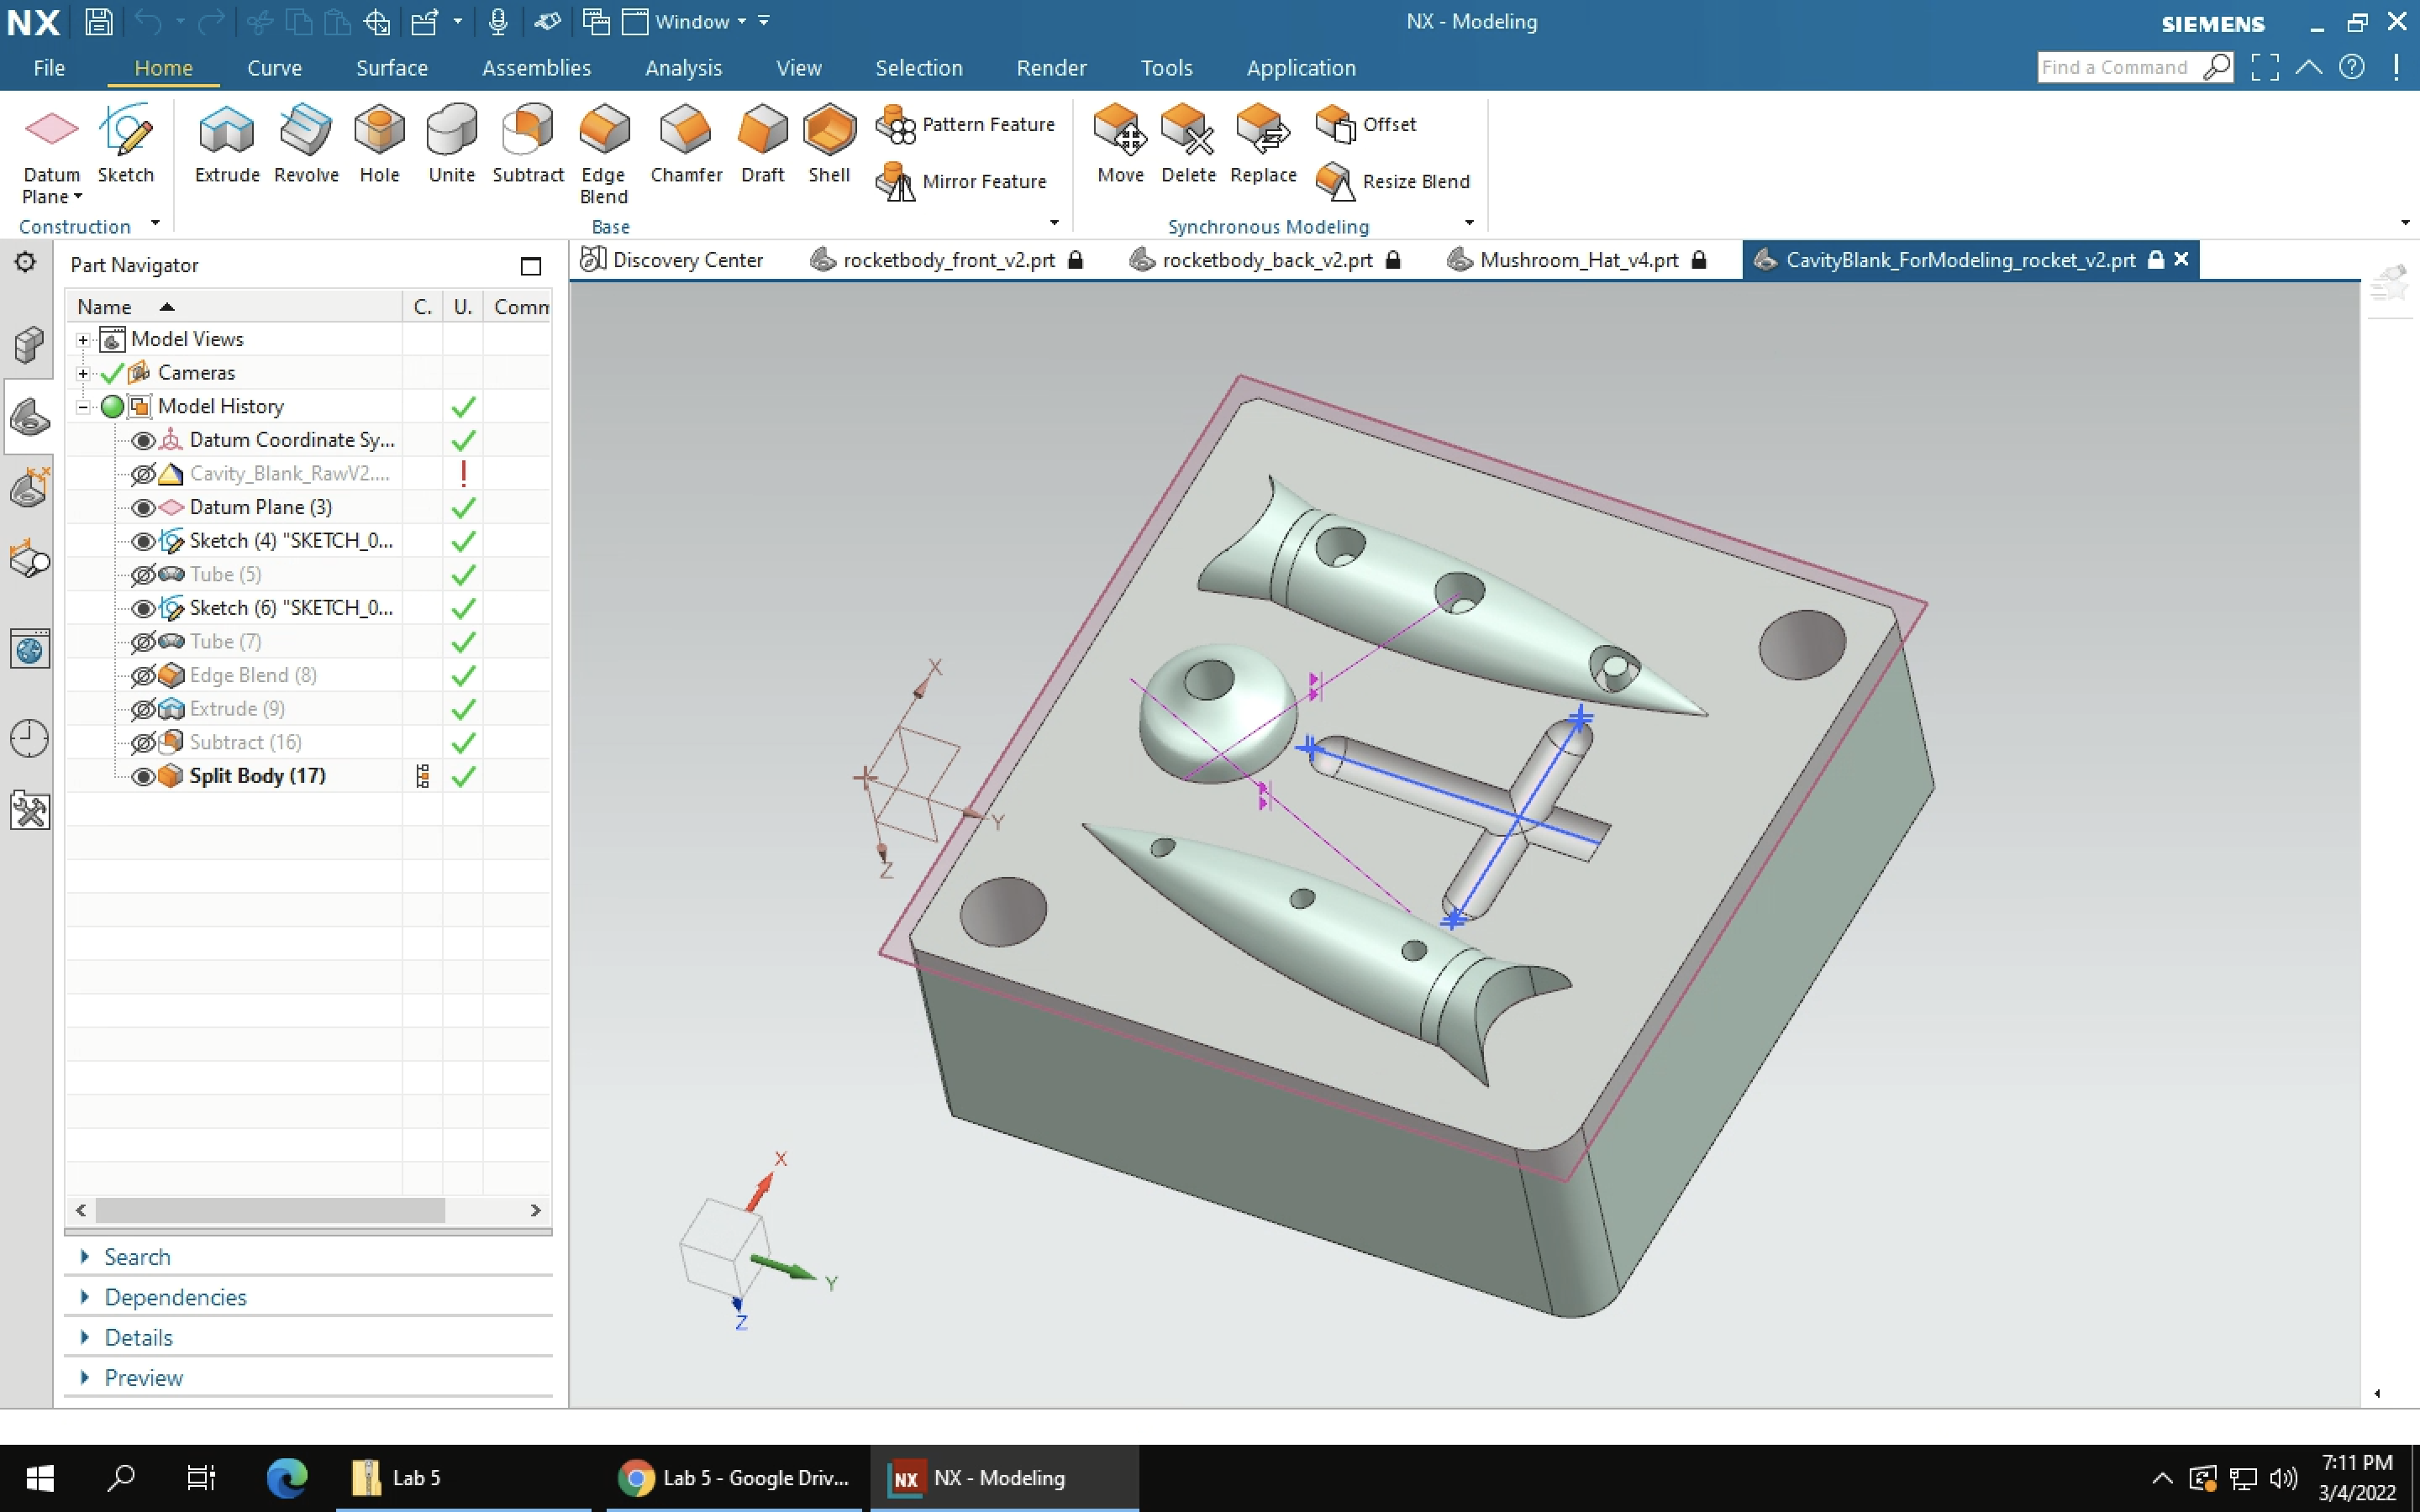 NX Window NX - Modeling SIEMENS
File Home Curve Surface Assemblies Analysis View Selection Render Tools Application Find a Command
Datum Plane Sketch Extrude Revolve Hole Unite Subtract Edge Blend Chamfer Draft Shell Pattern Feature Mirror Feature Move Delete Replace Offset Resize Blend
Construction Base Synchronous Modeling
Part Navigator
Discovery Center rocketbody_front_v2.prt rocketbody_back_v2.prt Mushroom_Hat_v4.prt CavityBlank_ForModeling_rocket_v2.prt
Name C. U. Comm
Model Views
Cameras
Model History
Datum Coordinate Sy...
Cavity_Blank_RawV2....
Datum Plane (3)
Sketch (4) "SKETCH_0...
Tube (5)
Sketch (6) "SKETCH_0...
Tube (7)
Edge Blend (8)
Extrude (9)
Subtract (16)
Split Body (17)
X
Y
Z
X
Y
Z
Search
Dependencies
Details
Preview
Lab 5 Lab 5 - Google Driv... NX NX - Modeling
7:11 PM
3/4/2022